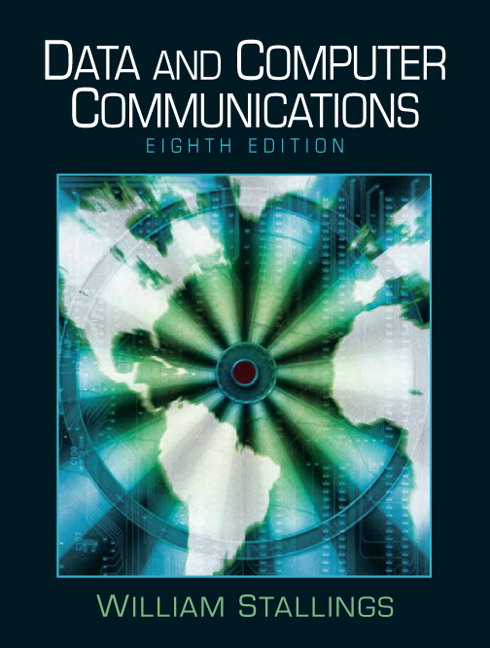 DATA AND COMPUTER
COMMUNICATIONS
EIGHTH EDITION
WILLIAM STALLINGS